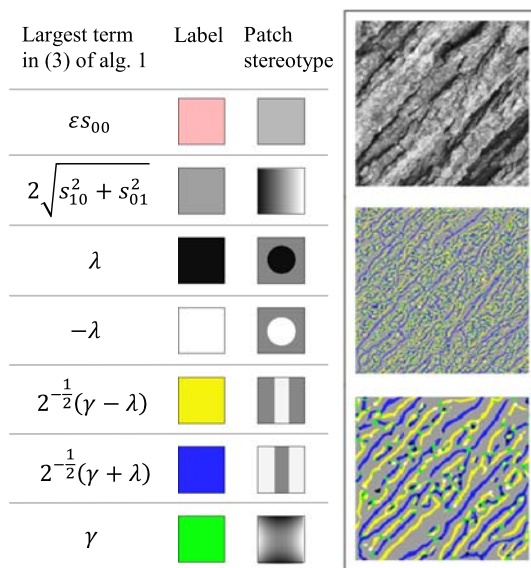 Largest term in (3) of alg. 1
Label
Patch stereotype
εs₀₀
2√(s₁₀² + s₀₁²)
λ
−λ
2^(-1/2)(γ − λ)
2^(-1/2)(γ + λ)
γ